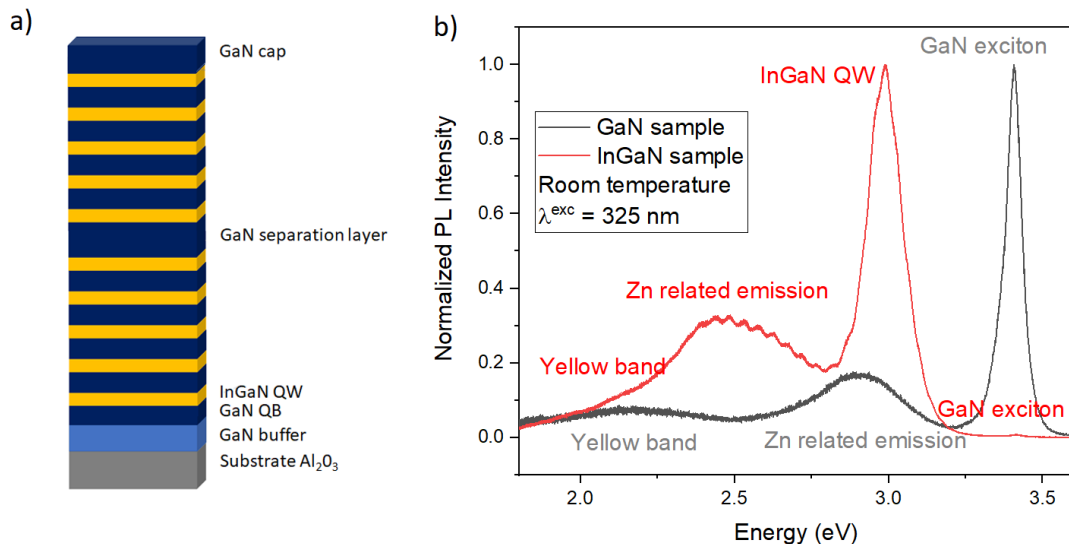 a)
GaN cap
GaN separation layer
InGaN QW
GaN QB
GaN buffer
Substrate Al₂0₃
b)
GaN exciton
InGaN QW
GaN sample
InGaN sample
Room temperature
λᵉˣᶜ = 325 nm
Zn related emission
Yellow band
GaN exciton
Yellow band
Zn related emission
Normalized PL Intensity
1.0
0.8
0.6
0.4
0.2
0.0
2.0 2.5 3.0 3.5
Energy (eV)